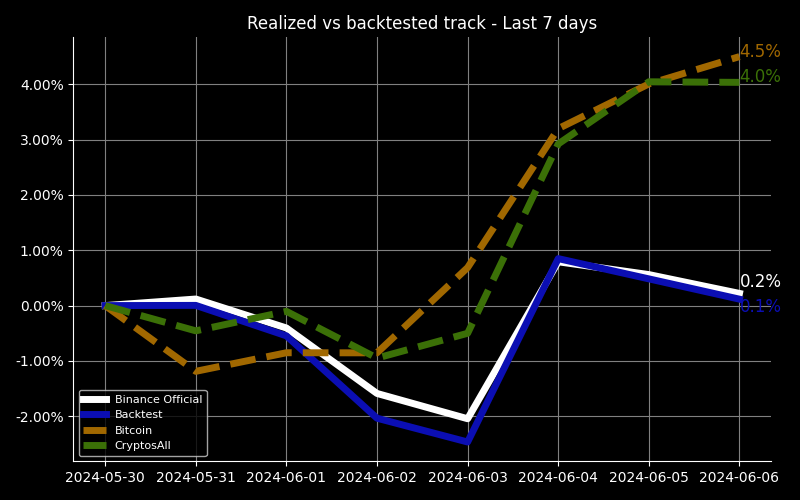 Realized vs backtested track - Last 7 days
4.5%
4.0%
4.00%
3.00%
2.00%
1.00%
0.2%
0.00%
0.1%
-1.00%
-2.00%
Binance Official
Backtest
Bitcoin
CryptosAll
2024-05-30 2024-05-31 2024-06-01 2024-06-02 2024-06-03 2024-06-04 2024-06-05 2024-06-06